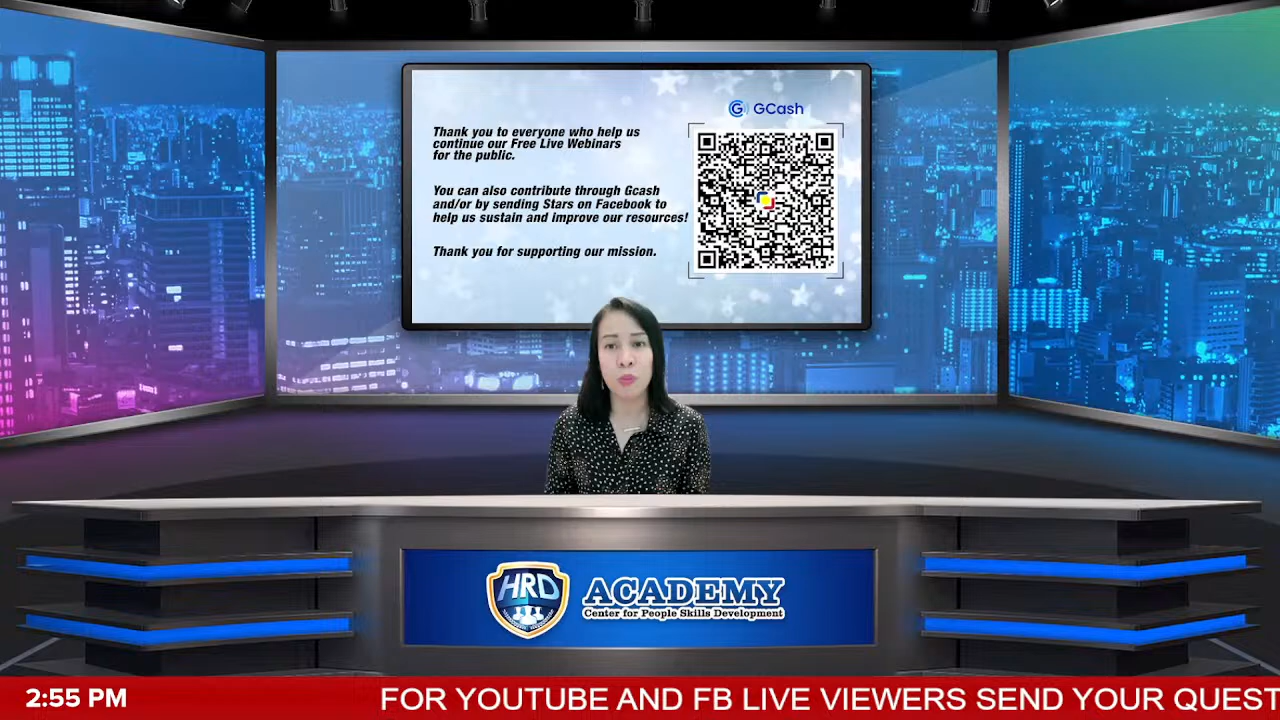 GCash
Thank you to everyone who help us
continue our Free Live Webinars
for the public.
You can also contribute through Gcash
and/or by sending Stars on Facebook to
help us sustain and improve our resources!
Thank you for supporting our mission.
HRD
ACADEMY
Center for People Skills Development
2:55 PM
FOR YOUTUBE AND FB LIVE VIEWERS SEND YOUR QUEST